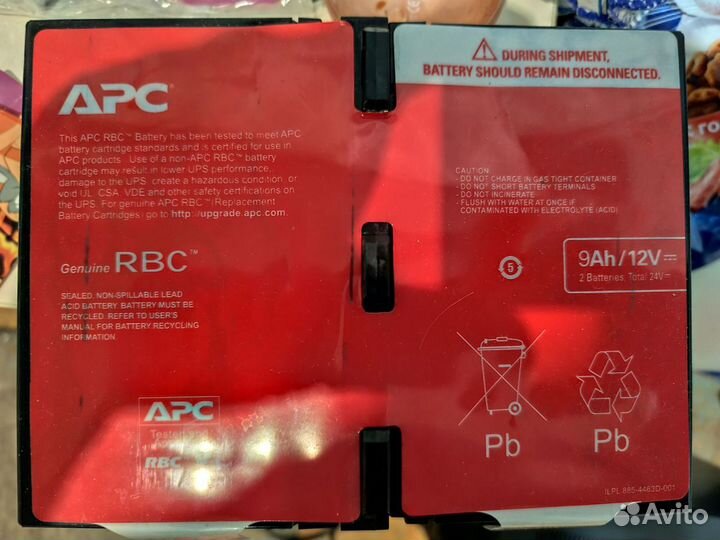 APC
This APC RBC™ Battery has been tested to meet APC
battery cartridge standards and is certified for use in
APC products. Use of a non-APC RBC™ battery
cartridge may result in lower UPS performance,
damage to the UPS, create a hazardous condition, or
void UL, CSA, VDE and other safety certifications on
the UPS. For genuine APC RBC™ (Replacement
Battery Cartridges) go to http://upgrade.apc.com.
Genuine RBC™
SEALED, NON-SPILLABLE LEAD
ACID BATTERY. BATTERY MUST BE
RECYCLED. REFER TO USER'S
MANUAL FOR BATTERY RECYCLING
INFORMATION
APC
RBC
DURING SHIPMENT,
BATTERY SHOULD REMAIN DISCONNECTED.
CAUTION:
- DO NOT CHARGE IN GAS TIGHT CONTAINER
- DO NOT SHORT BATTERY TERMINALS
- DO NOT INCINERATE
- FLUSH WITH WATER AT ONCE IF
CONTAMINATED WITH ELECTROLYTE (ACID)
5
9Ah/12V
2 Batteries, Total 24V
Pb
Pb
ILPL 885-4463D-001
Avito